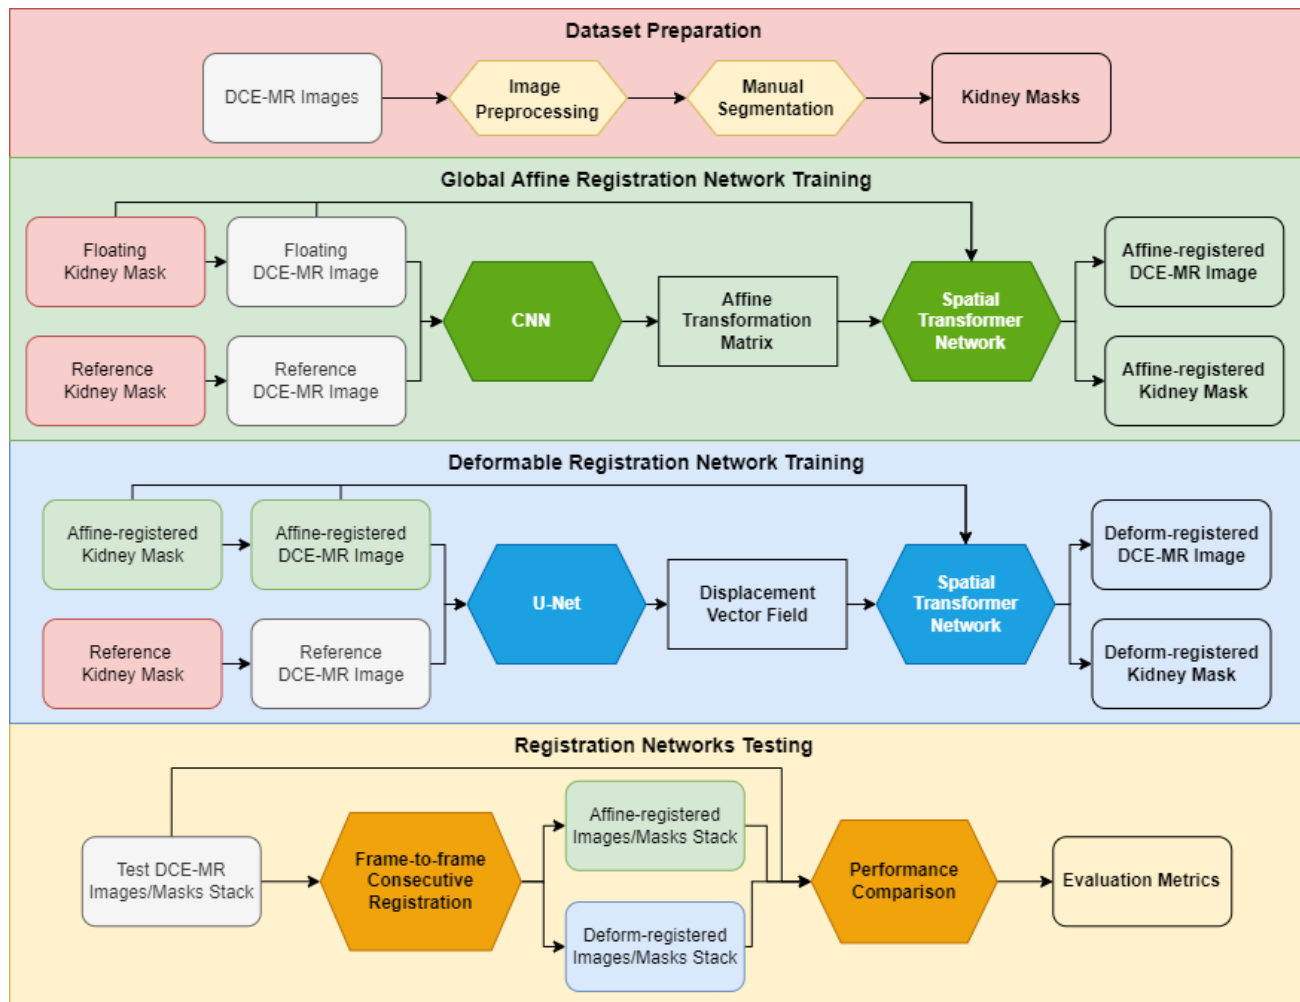 Dataset Preparation
DCE-MR Images
Image
Preprocessing
Manual
Segmentation
Kidney Masks
Global Affine Registration Network Training
Floating
Kidney Mask
Floating
DCE-MR Image
Reference
Kidney Mask
Reference
DCE-MR Image
CNN
Affine
Transformation
Matrix
Spatial
Transformer
Network
Affine-registered
DCE-MR Image
Affine-registered
Kidney Mask
Deformable Registration Network Training
Affine-registered
Kidney Mask
Affine-registered
DCE-MR Image
Reference
Kidney Mask
Reference
DCE-MR Image
U-Net
Displacement
Vector Field
Spatial
Transformer
Network
Deform-registered
DCE-MR Image
Deform-registered
Kidney Mask
Registration Networks Testing
Test DCE-MR
Images/Masks Stack
Frame-to-frame
Consecutive
Registration
Affine-registered
Images/Masks Stack
Deform-registered
Images/Masks Stack
Performance
Comparison
Evaluation Metrics